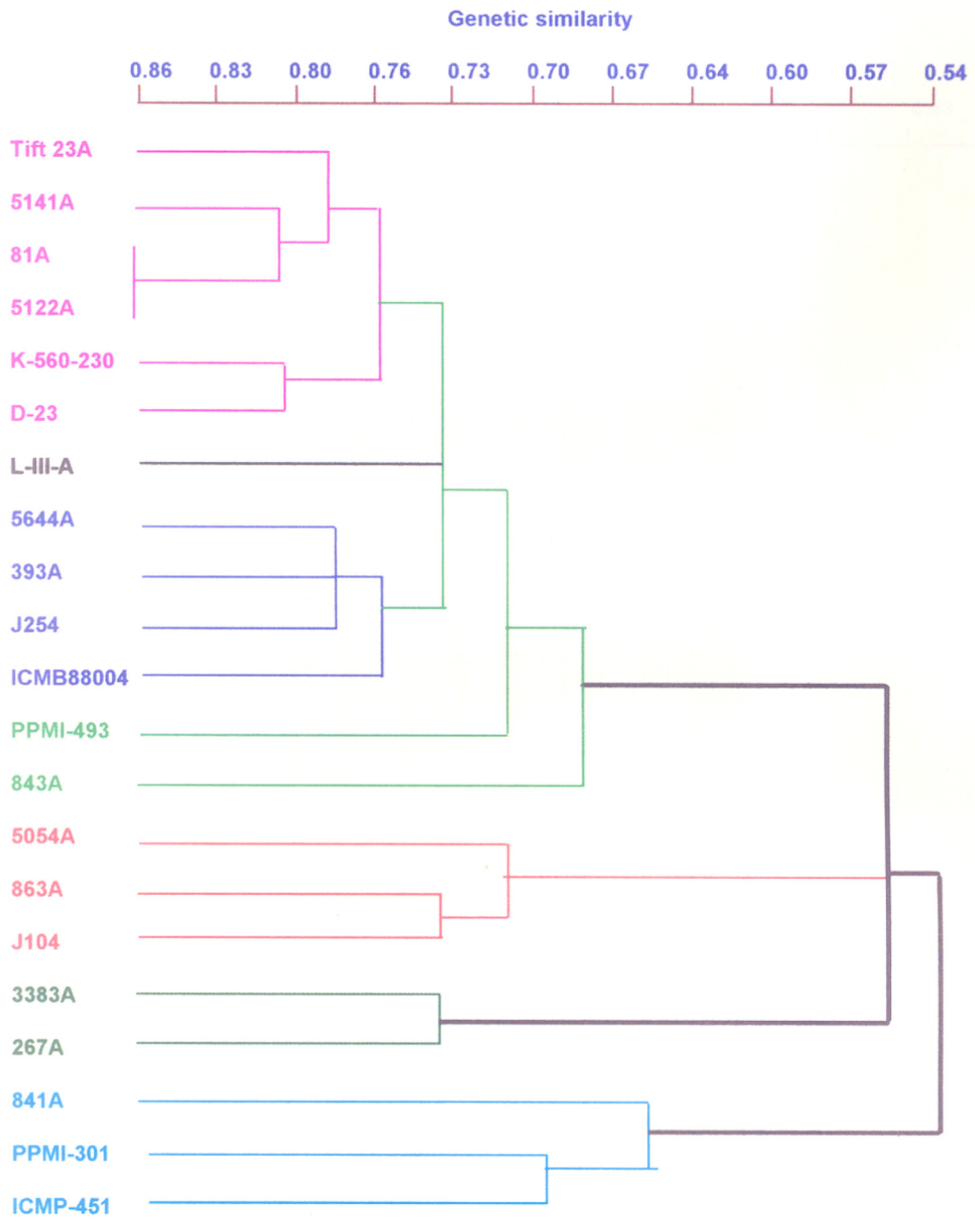 Genetic similarity
0.86 0.83 0.80 0.76 0.73 0.70 0.67 0.64 0.60 0.57 0.54
Tift 23A
5141A
81A
5122A
K-560-230
D-23
L-III-A
5644A
393A
J254
ICMB88004
PPMI-493
843A
5054A
863A
J104
3383A
267A
841A
PPMI-301
ICMP-451